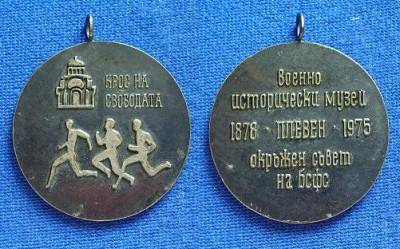 КРОС НА
СВОБОДАТА
Военно
исторически музей
1878 · ПЛЕВЕН · 1975
окръжен съвет
на бсфс